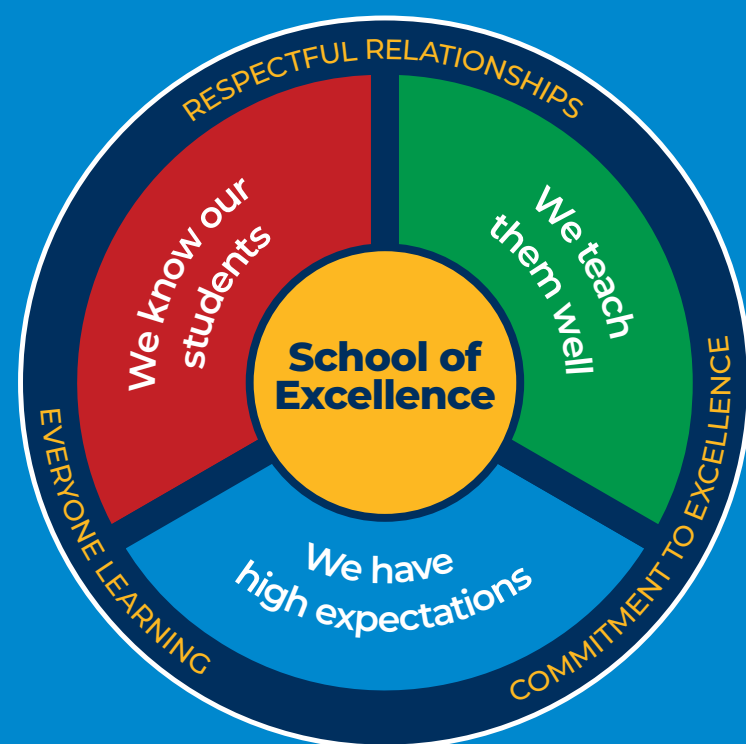 RESPECTFUL RELATIONSHIPS
We know our
students
We teach
them well
School of
Excellence
We have
high expectations
EVERYONE LEARNING
COMMITMENT TO EXCELLENCE